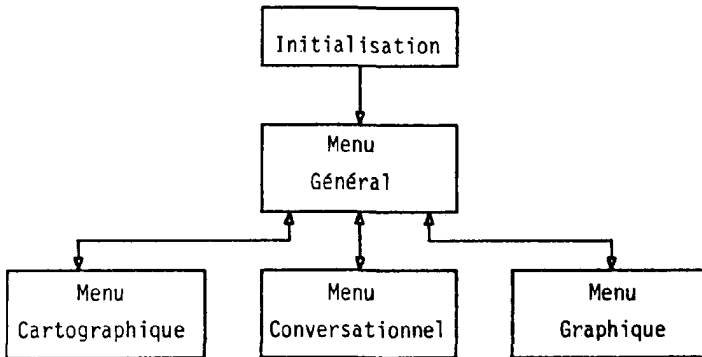 Initialisation
Menu
Général
Menu
Cartographique
Menu
Conversationnel
Menu
Graphique